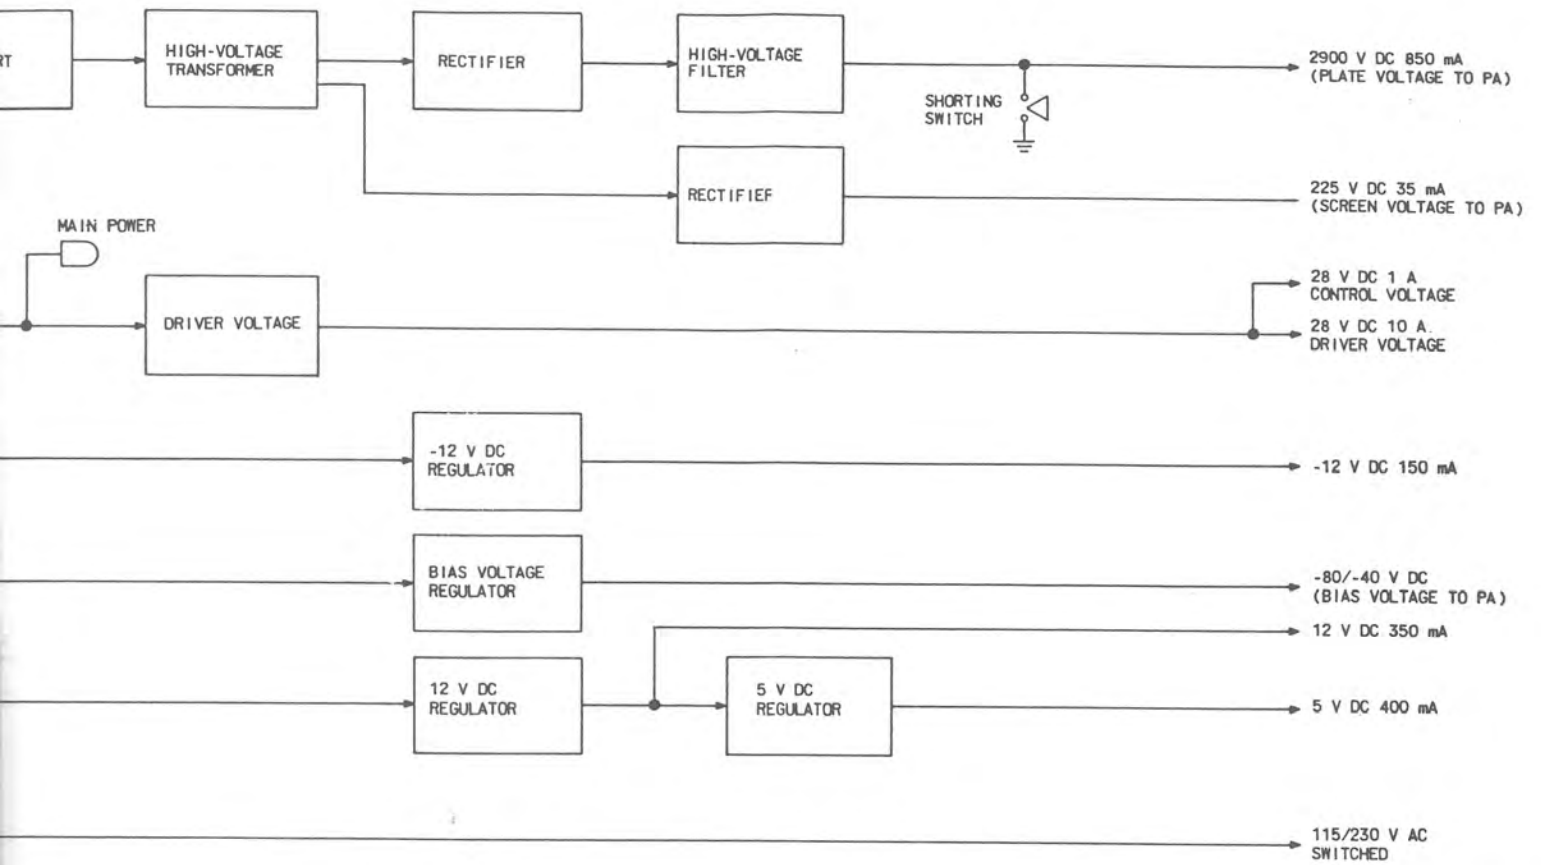 RT
HIGH-VOLTAGE
TRANSFORMER
RECTIFIER
HIGH-VOLTAGE
FILTER
2900 V DC 850 mA
(PLATE VOLTAGE TO PA)
SHORTING
SWITCH
RECTIFIEF
225 V DC 35 mA
(SCREEN VOLTAGE TO PA)
MAIN POWER
28 V DC 1 A
CONTROL VOLTAGE
DRIVER VOLTAGE
28 V DC 10 A.
DRIVER VOLTAGE
-12 V DC
REGULATOR
-12 V DC 150 mA
BIAS VOLTAGE
REGULATOR
-80/-40 V DC
(BIAS VOLTAGE TO PA)
12 V DC 350 mA
12 V DC
REGULATOR
5 V DC
REGULATOR
5 V DC 400 mA
115/230 V AC
SWITCHED